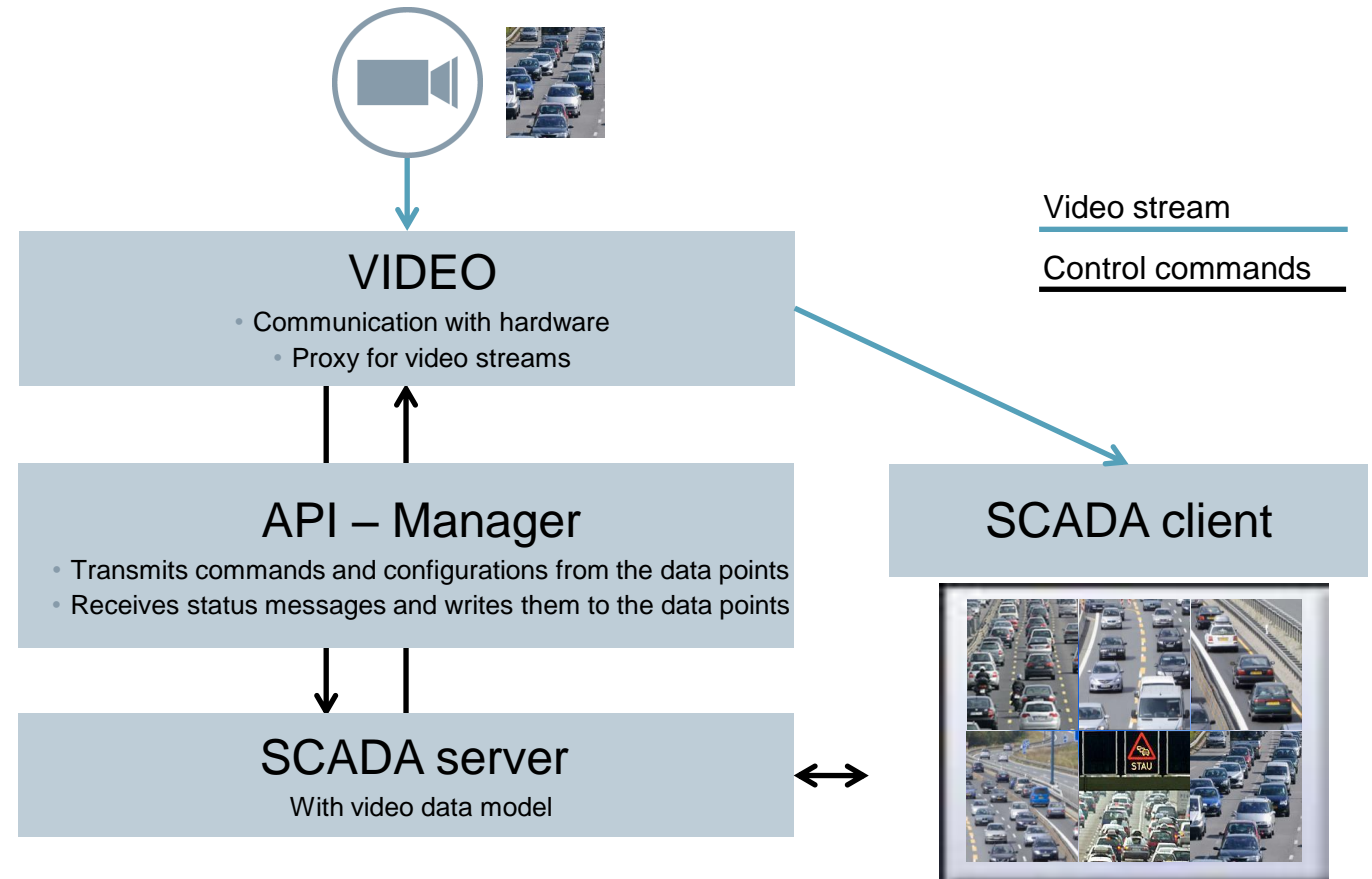 Video stream
Control commands
VIDEO
• Communication with hardware
• Proxy for video streams
API – Manager
• Transmits commands and configurations from the data points
• Receives status messages and writes them to the data points
SCADA client
STAU
SCADA server
With video data model